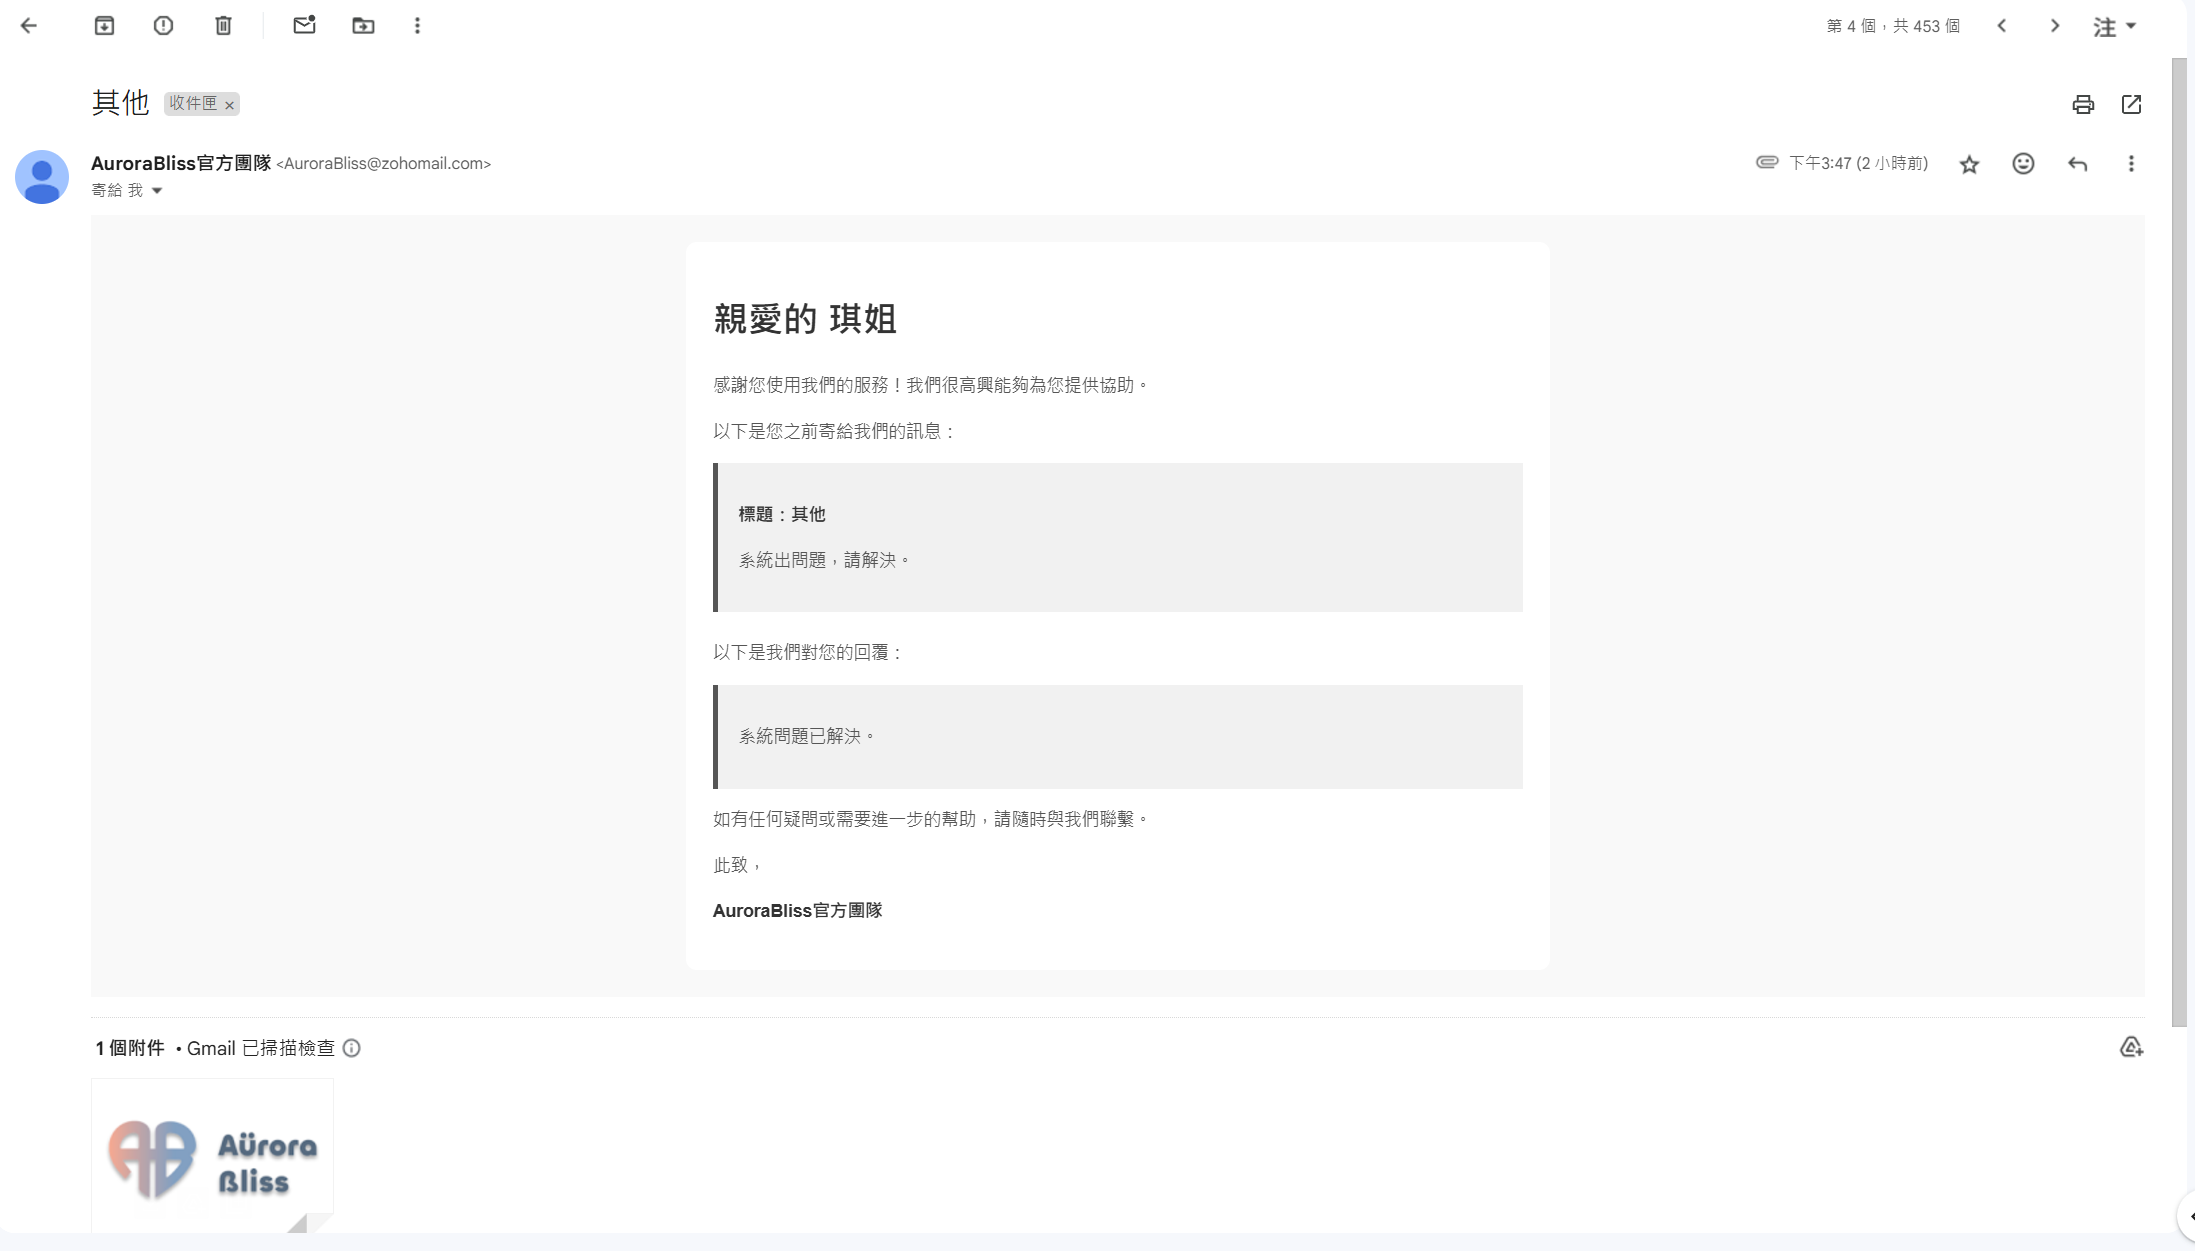 第 4 個，共 453 個
注
其他 收件匣 ×
AuroraBliss官方團隊 <AuroraBliss@zohomail.com>
下午3:47 (2 小時前)
寄給 我
親愛的 琪姐
感謝您使用我們的服務！我們很高興能夠為您提供協助。
以下是您之前寄給我們的訊息：
標題：其他
系統出問題，請解決。
以下是我們對您的回覆：
系統問題已解決。
如有任何疑問或需要進一步的幫助，請隨時與我們聯繫。
此致，
AuroraBliss官方團隊
1 個附件 • Gmail 已掃描檢查
AB
Aürora
ßliss